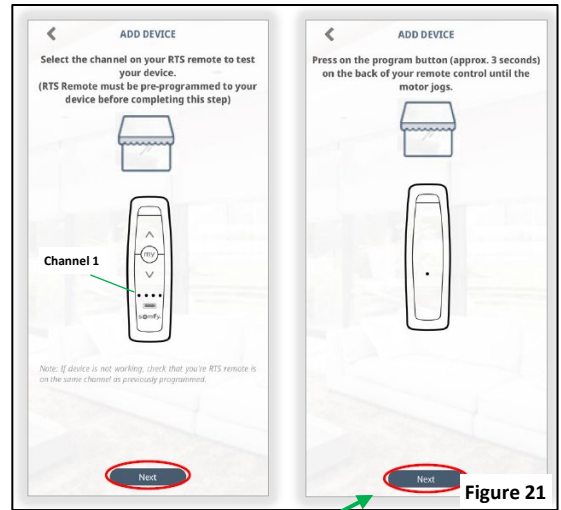 ADD DEVICE
Select the channel on your RTS remote to test
your device.
(RTS Remote must be pre-programmed to your
device before completing this step)
Channel 1
my
somfy.
Note: If device is not working, check that you're RTS remote is
on the same channel as previously programmed.
Next
ADD DEVICE
Press on the program button (approx. 3 seconds)
on the back of your remote control until the
motor jogs.
Next
Figure 21